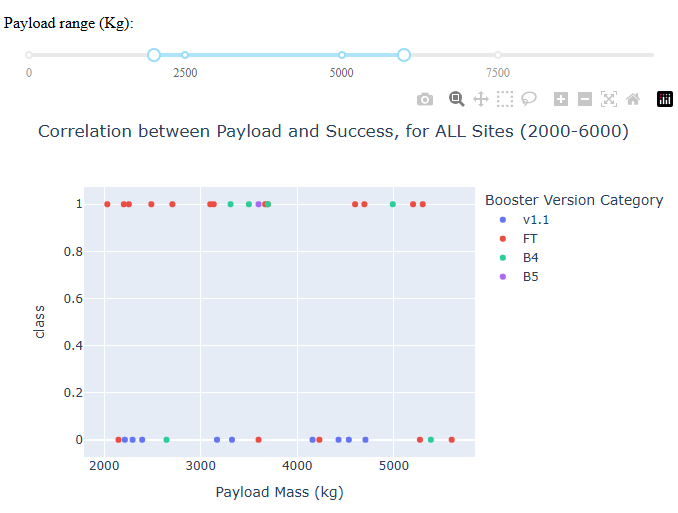 Payload range (Kg):
0 2500 5000 7500
Correlation between Payload and Success, for ALL Sites (2000-6000)
Booster Version Category
v1.1
FT
B4
B5
1
0.8
0.6
0.4
0.2
0
class
2000 3000 4000 5000
Payload Mass (kg)